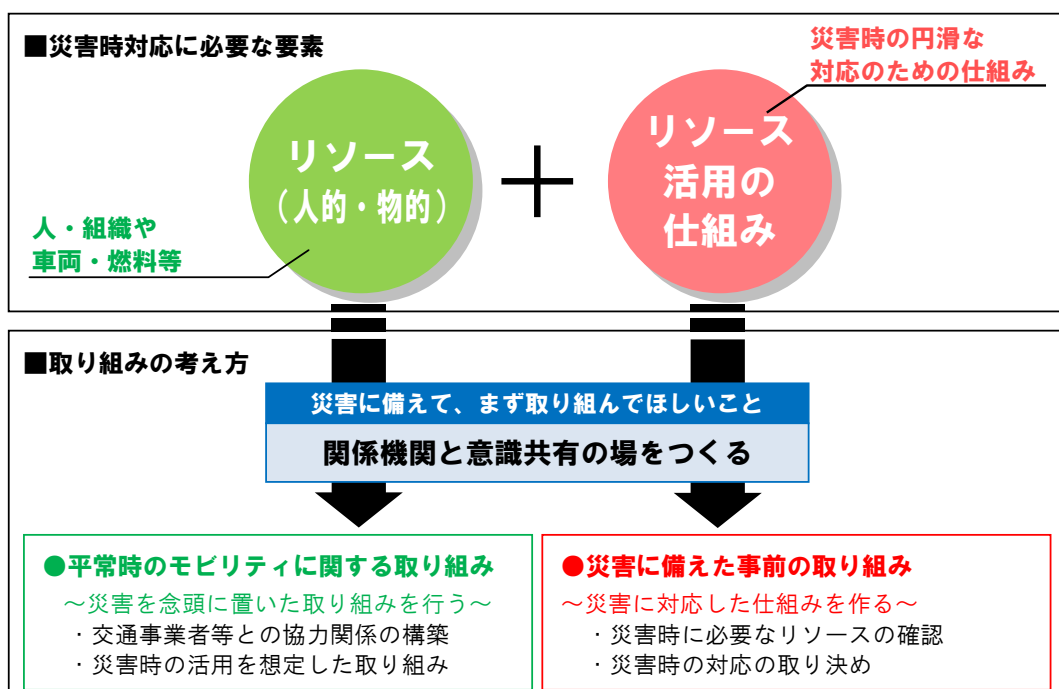 ■災害時対応に必要な要素
災害時の円滑な
対応のための仕組み
リソース
（人的・物的）
リソース
活用の
仕組み
人・組織や
車両・燃料等
■取り組みの考え方
災害に備えて、まず取り組んでほしいこと
関係機関と意識共有の場をつくる
●平常時のモビリティに関する取り組み
～災害を念頭に置いた取り組みを行う～
・交通事業者等との協力関係の構築
・災害時の活用を想定した取り組み
●災害に備えた事前の取り組み
～災害に対応した仕組みを作る～
・災害時に必要なリソースの確認
・災害時の対応の取り決め